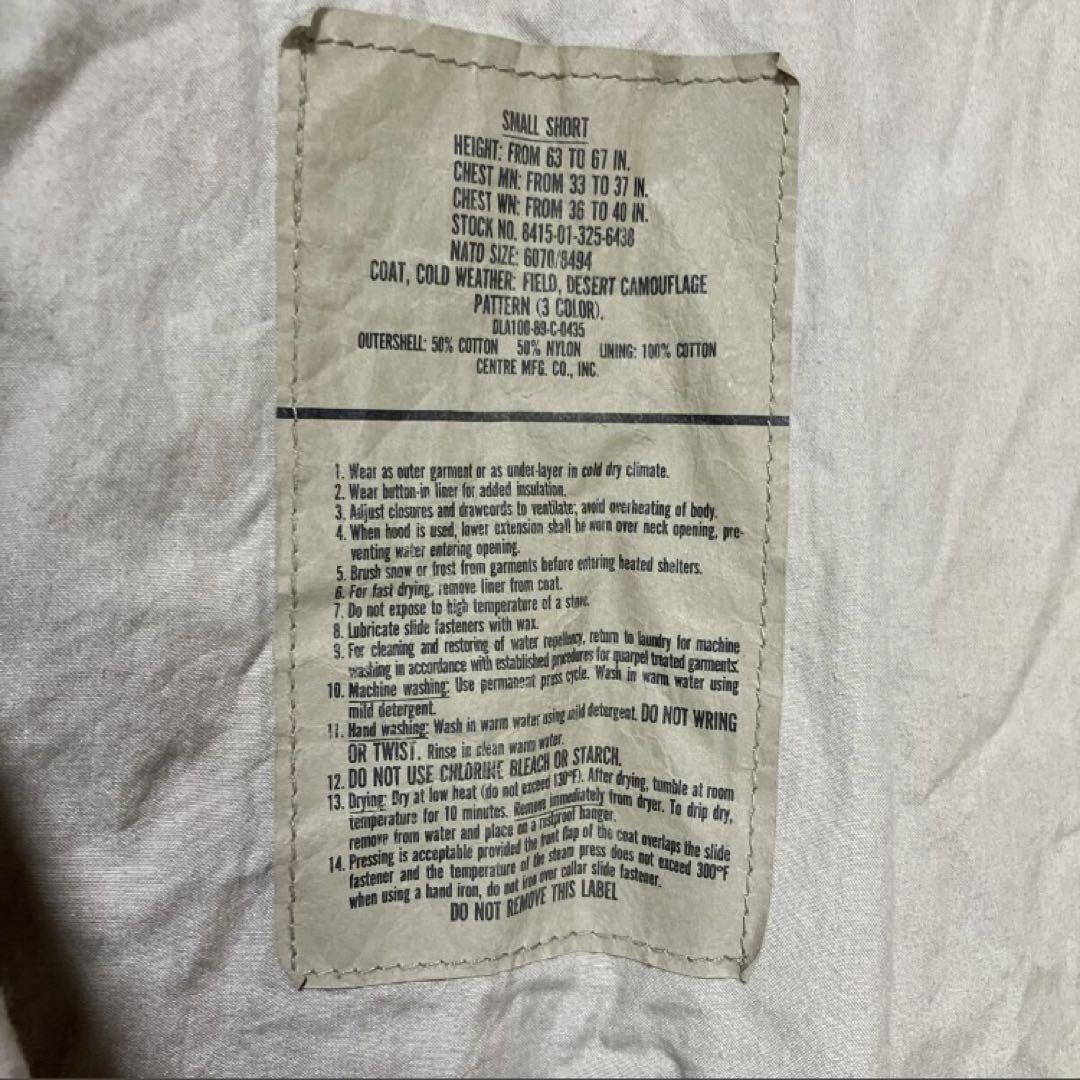 SMALL SHORT
HEIGHT: FROM 63 TO 67 IN.
CHEST MN: FROM 33 TO 37 IN.
CHEST WN: FROM 36 TO 40 IN.
STOCK NO. 8415-01-325-6438
NATO SIZE: 6070/8494
COAT, COLD WEATHER: FIELD, DESERT CAMOUFLAGE
PATTERN (3 COLOR).
DLA100-89-C-0435
OUTERSHELL: 50% COTTON 50% NYLON LINING: 100% COTTON
CENTRE MFG. CO., INC.
1. Wear as outer garment or as under-layer in cold dry climate.
2. Wear button-in liner for added insulation.
3. Adjust closures and drawcords to ventilate; avoid overheating of body.
4. When hood is used, lower extension shall be worn over neck opening, pre-
venting water entering opening.
5. Brush snow or frost from garments before entering heated shelters.
6. For fast drying, remove liner from coat.
7. Do not expose to high temperature of a stove.
8. Lubricate slide fasteners with wax.
9. For cleaning and restoring of water repellency, return to laundry for machine
washing in accordance with established procedures for quarpel treated garments.
10. Machine washing: Use permanent press cycle. Wash in warm water using
mild detergent.
11. Hand washing: Wash in warm water using mild detergent. DO NOT WRING
OR TWIST. Rinse in clean warm water.
12. DO NOT USE CHLORINE BLEACH OR STARCH.
13. Drying: Dry at low heat (do not exceed 130°F). After drying, tumble at room
temperature for 10 minutes. Remove immediately from dryer. To drip dry,
remove from water and place on a rustproof hanger.
14. Pressing is acceptable provided the front flap of the coat overlaps the slide
fastener and the temperature of the steam press does not exceed 300°F
when using a hand iron, do not iron over collar slide fastener.
DO NOT REMOVE THIS LABEL